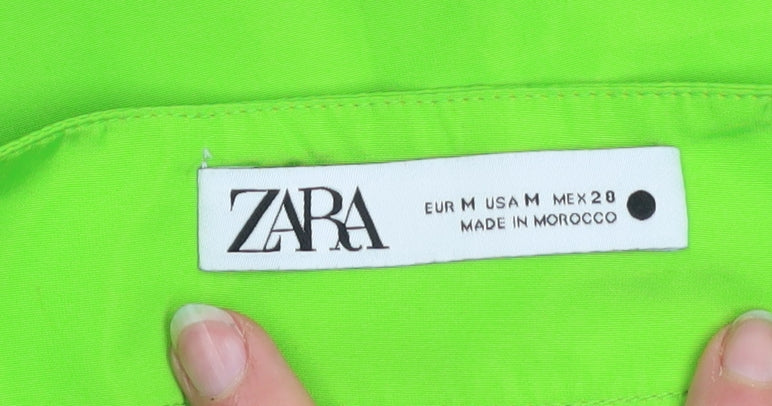 ZARA
EUR M USA M MEX 28
MADE IN MOROCCO